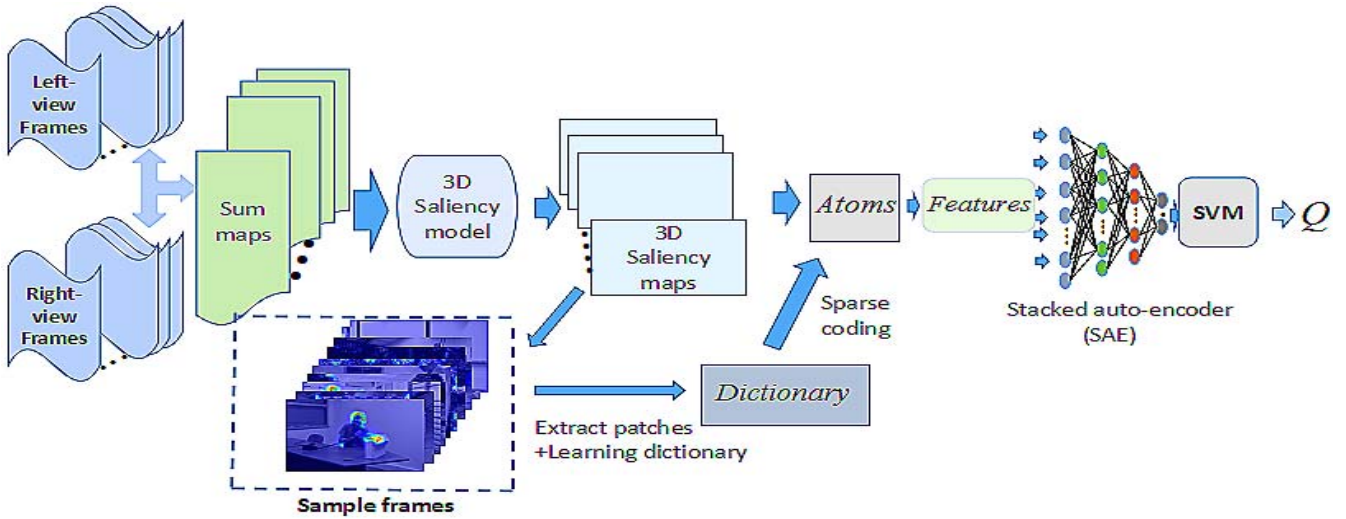 Left-
view
Frames
Right-
view
Frames
Sum
maps
3D
Saliency
model
3D
Saliency
maps
Sample frames
Extract patches
+Learning dictionary
Dictionary
Sparse
coding
Atoms
Features
Stacked auto-encoder
(SAE)
SVM
Q